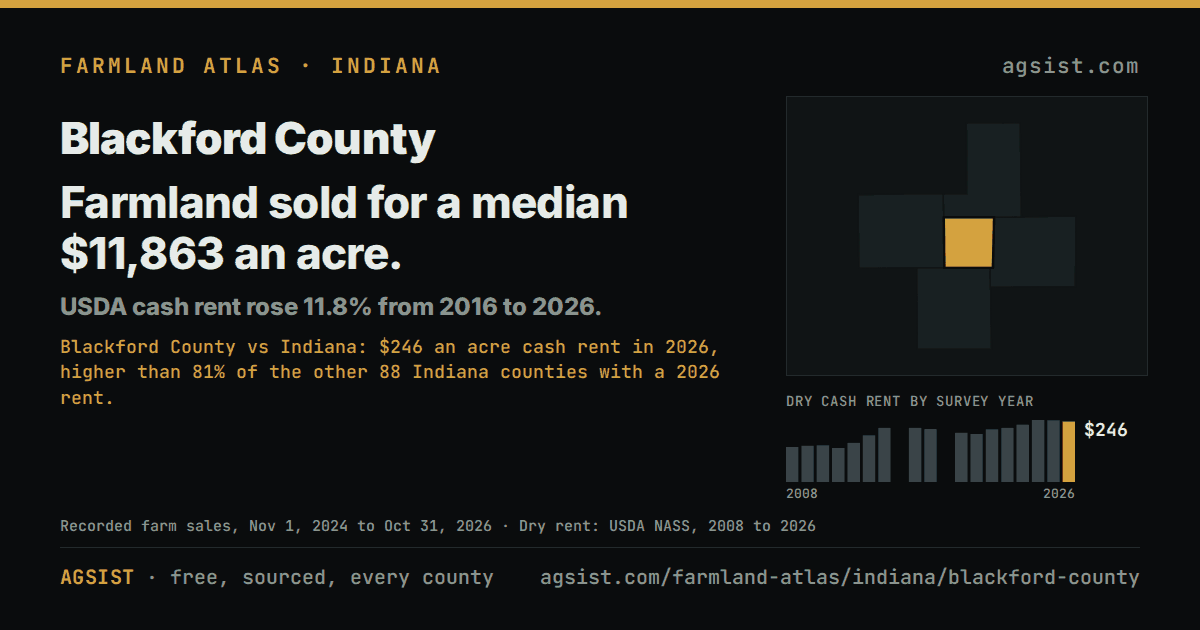 FARMLAND ATLAS · INDIANA
agsist.com
Blackford County
Farmland sold for a median
$11,863 an acre.
USDA cash rent rose 11.8% from 2016 to 2026.
Blackford County vs Indiana: $246 an acre cash rent in 2026,
higher than 81% of the other 88 Indiana counties with a 2026
rent.
DRY CASH RENT BY SURVEY YEAR
$246
2008
2026
Recorded farm sales, Nov 1, 2024 to Oct 31, 2026 · Dry rent: USDA NASS, 2008 to 2026
AGSIST · free, sourced, every county
agsist.com/farmland-atlas/indiana/blackford-county